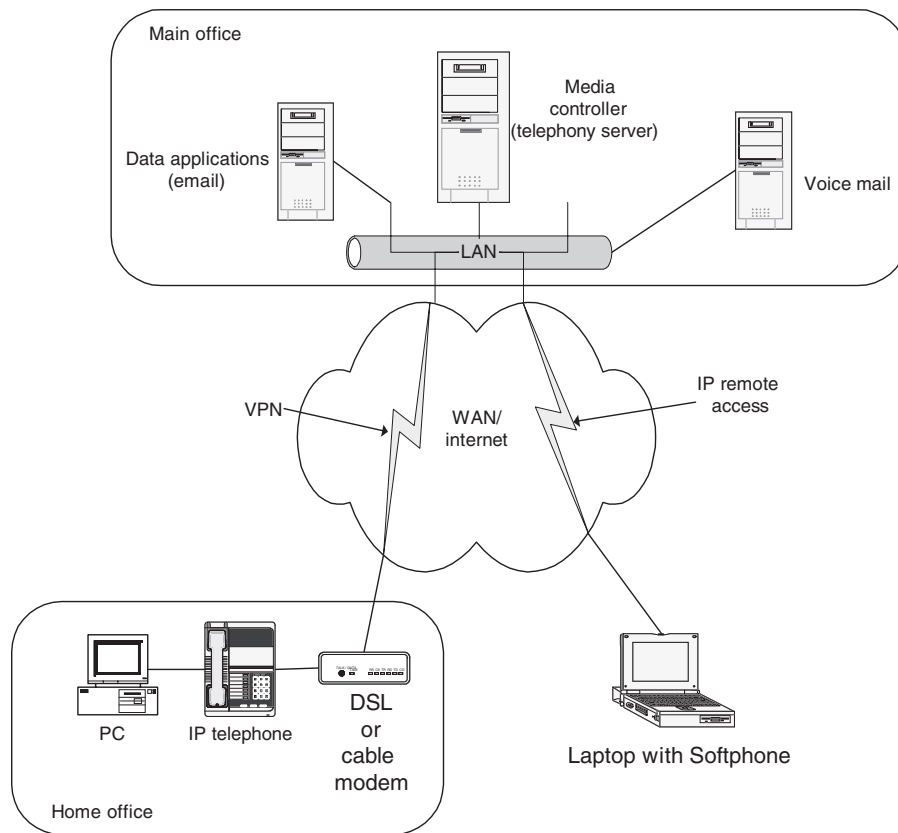 Main office
Media
controller
(telephony server)
Data applications
(email)
Voice mail
LAN
VPN
WAN/
internet
IP remote
access
PC
IP telephone
DSL
or
cable
modem
Laptop with Softphone
Home office